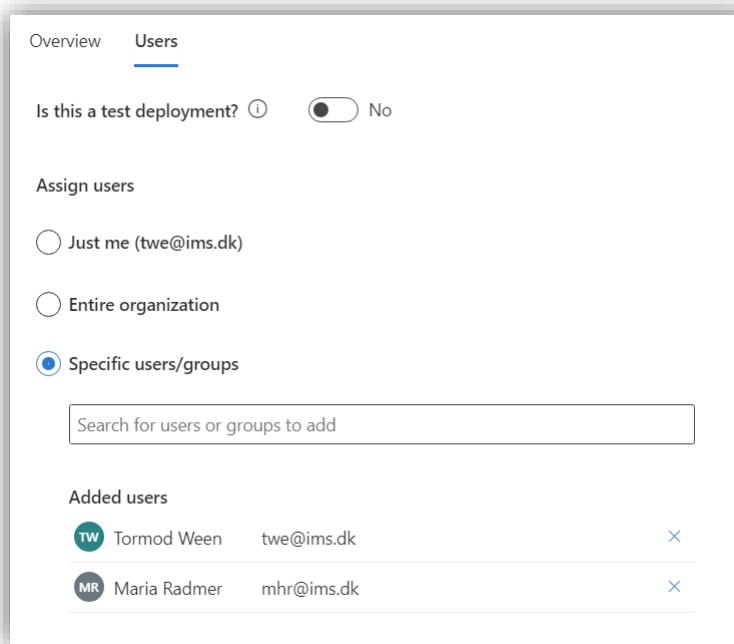 Overview Users
Is this a test deployment? No
Assign users
Just me (twe@ims.dk)
Entire organization
Specific users/groups
Search for users or groups to add
Added users
TW Tormod Ween twe@ims.dk
MR Maria Radmer mhr@ims.dk